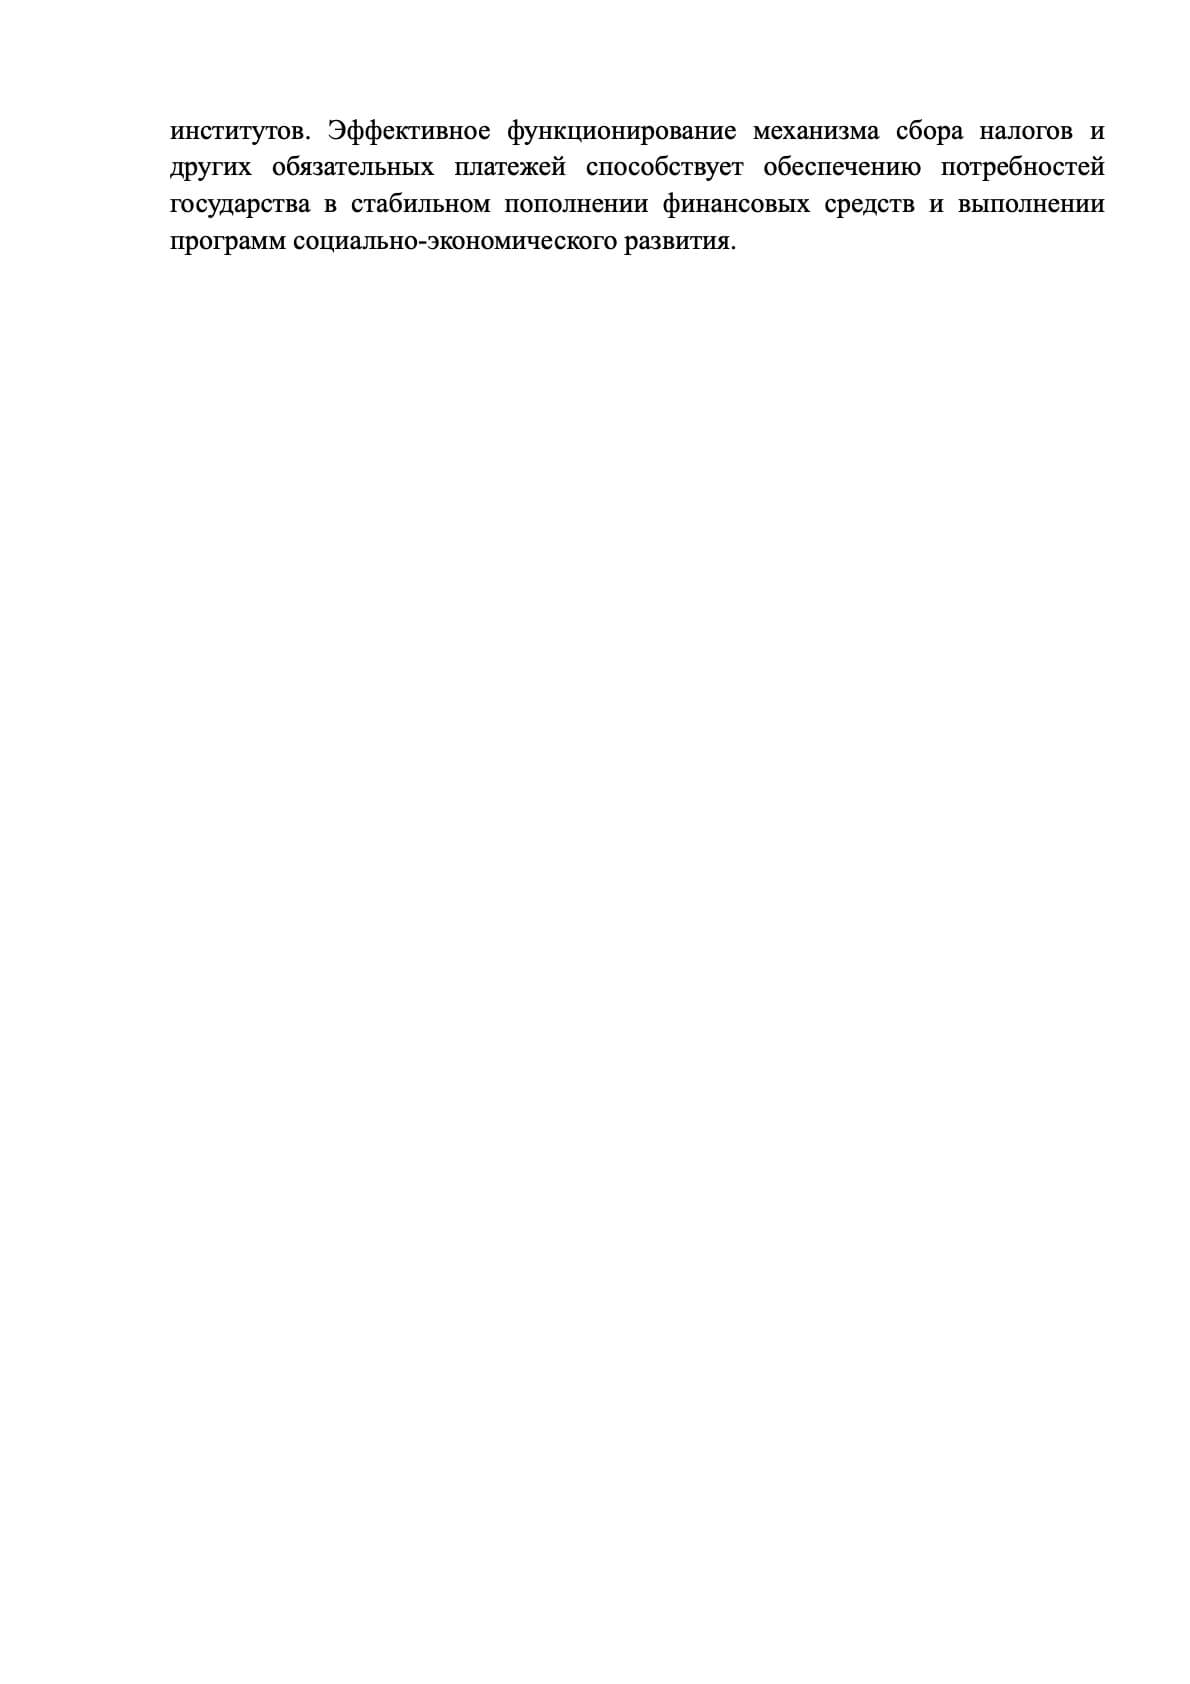 институтов. Эффективное функционирование механизма сбора налогов и
других обязательных платежей способствует обеспечению потребностей
государства в стабильном пополнении финансовых средств и выполнении
программ социально-экономического развития.